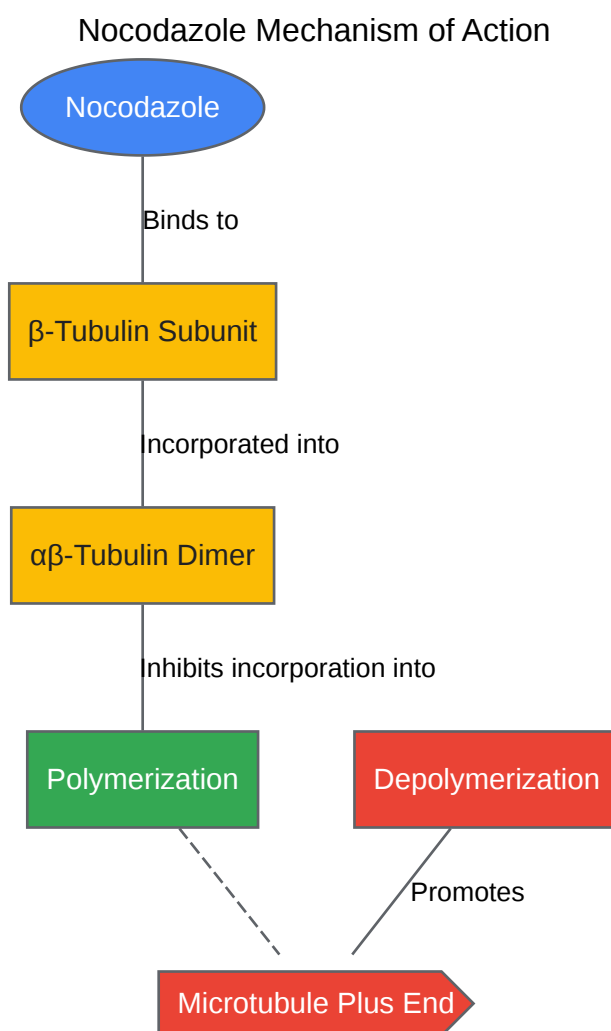 Nocodazole Mechanism of Action
Nocodazole
Binds to
β-Tubulin Subunit
Incorporated into
αβ-Tubulin Dimer
Inhibits incorporation into
Polymerization
Depolymerization
Promotes
Microtubule Plus End